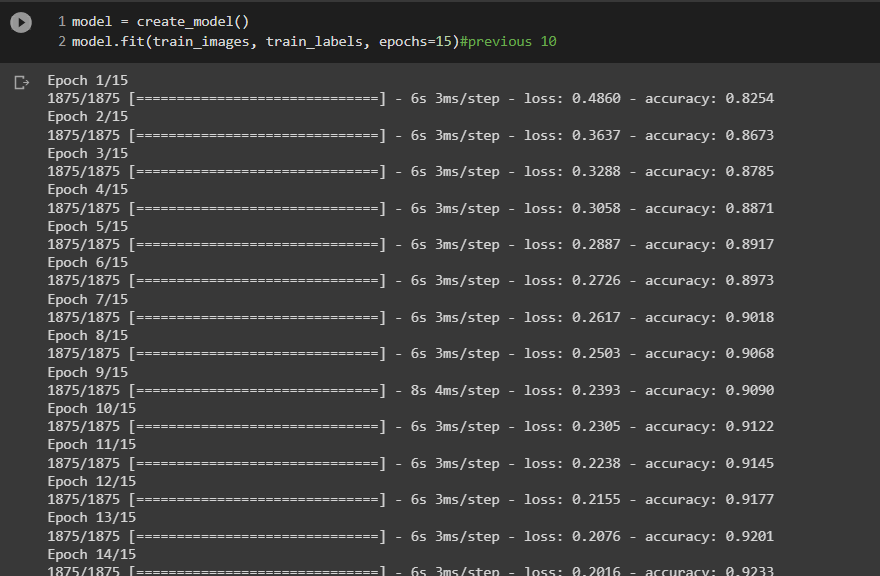 1 model = create_model()
2 model.fit(train_images, train_labels, epochs=15)#previous 10
Epoch 1/15
1875/1875 [==============================] - 6s 3ms/step - loss: 0.4860 - accuracy: 0.8254
Epoch 2/15
1875/1875 [==============================] - 6s 3ms/step - loss: 0.3637 - accuracy: 0.8673
Epoch 3/15
1875/1875 [==============================] - 6s 3ms/step - loss: 0.3288 - accuracy: 0.8785
Epoch 4/15
1875/1875 [==============================] - 6s 3ms/step - loss: 0.3058 - accuracy: 0.8871
Epoch 5/15
1875/1875 [==============================] - 6s 3ms/step - loss: 0.2887 - accuracy: 0.8917
Epoch 6/15
1875/1875 [==============================] - 6s 3ms/step - loss: 0.2726 - accuracy: 0.8973
Epoch 7/15
1875/1875 [==============================] - 6s 3ms/step - loss: 0.2617 - accuracy: 0.9018
Epoch 8/15
1875/1875 [==============================] - 6s 3ms/step - loss: 0.2503 - accuracy: 0.9068
Epoch 9/15
1875/1875 [==============================] - 8s 4ms/step - loss: 0.2393 - accuracy: 0.9090
Epoch 10/15
1875/1875 [==============================] - 6s 3ms/step - loss: 0.2305 - accuracy: 0.9122
Epoch 11/15
1875/1875 [==============================] - 6s 3ms/step - loss: 0.2238 - accuracy: 0.9145
Epoch 12/15
1875/1875 [==============================] - 6s 3ms/step - loss: 0.2155 - accuracy: 0.9177
Epoch 13/15
1875/1875 [==============================] - 6s 3ms/step - loss: 0.2076 - accuracy: 0.9201
Epoch 14/15
1875/1875 [==============================] - 6s 3ms/step - loss: 0.2016 - accuracy: 0.9233